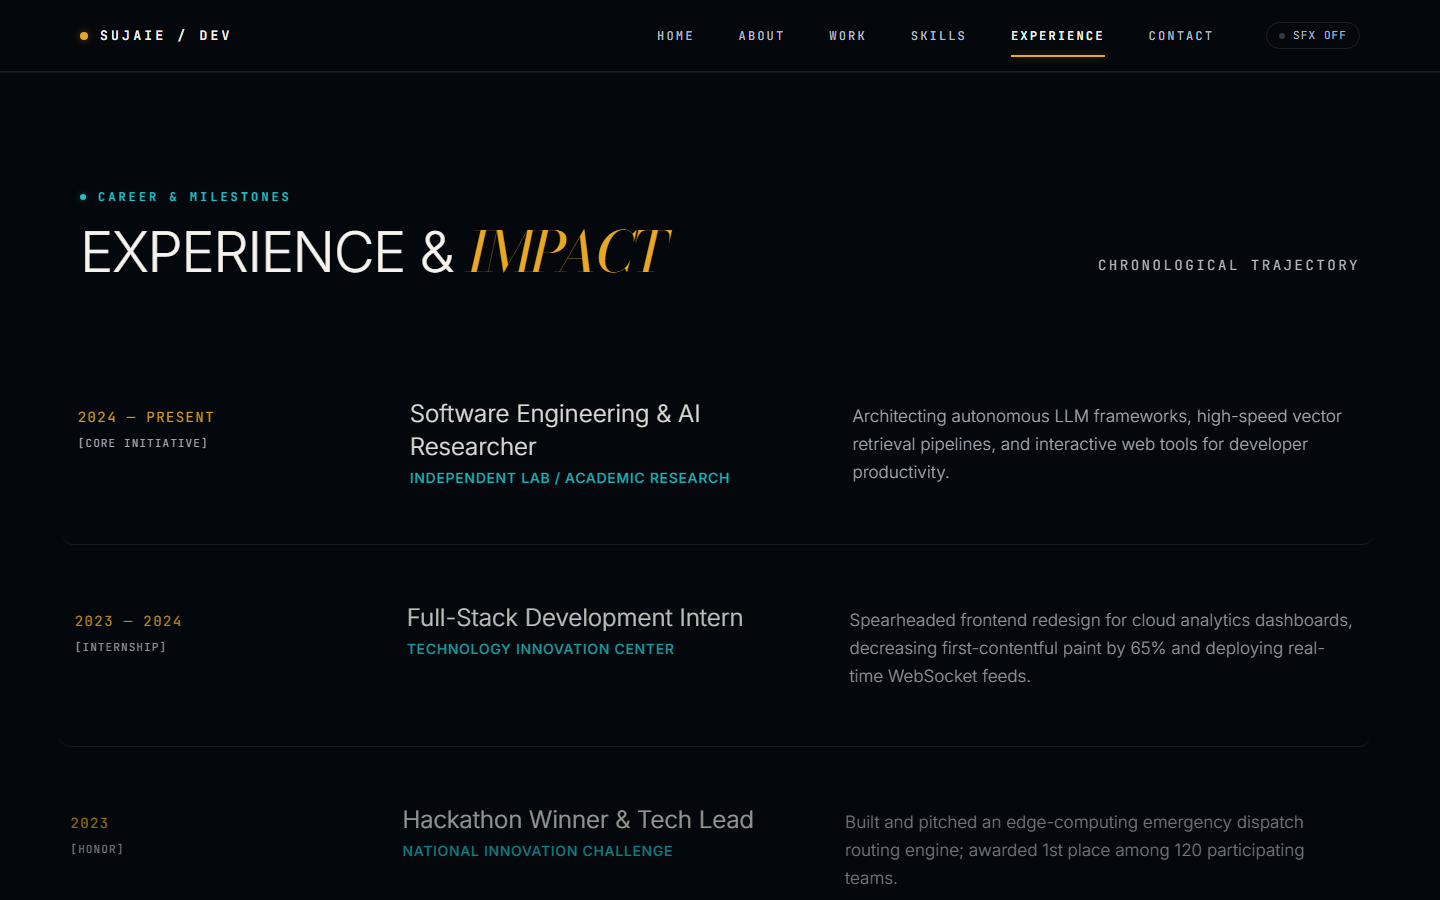 SUJAIE / DEV
HOME ABOUT WORK SKILLS EXPERIENCE CONTACT SFX OFF
CAREER & MILESTONES
EXPERIENCE & IMPACT
CHRONOLOGICAL TRAJECTORY
2024 — PRESENT
[CORE INITIATIVE]
Software Engineering & AI
Researcher
INDEPENDENT LAB / ACADEMIC RESEARCH
Architecting autonomous LLM frameworks, high-speed vector
retrieval pipelines, and interactive web tools for developer
productivity.
2023 — 2024
[INTERNSHIP]
Full-Stack Development Intern
TECHNOLOGY INNOVATION CENTER
Spearheaded frontend redesign for cloud analytics dashboards,
decreasing first-contentful paint by 65% and deploying real-
time WebSocket feeds.
2023
[HONOR]
Hackathon Winner & Tech Lead
NATIONAL INNOVATION CHALLENGE
Built and pitched an edge-computing emergency dispatch
routing engine; awarded 1st place among 120 participating
teams.